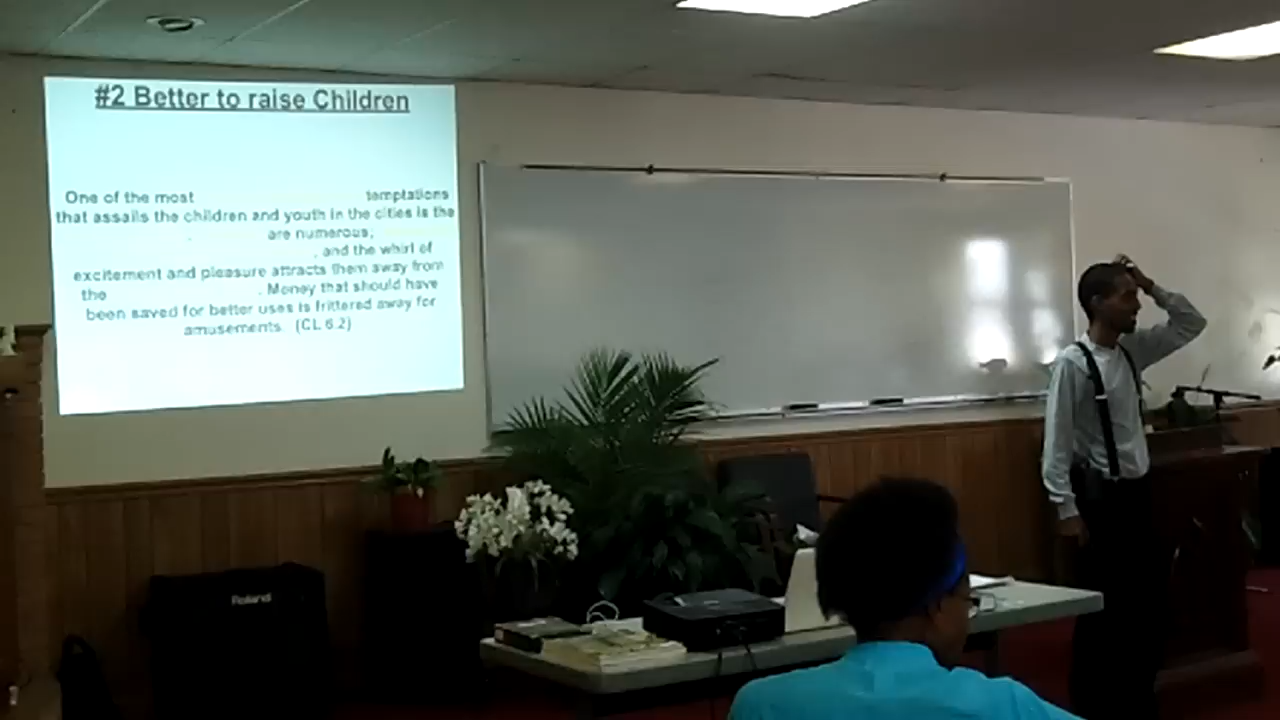 #2 Better to raise Children
One of the most temptations
that assails the children and youth in the cities is the
. are numerous;
, and the whirl of
excitement and pleasure attracts them away from
the . Money that should have
been saved for better uses is frittered away for
amusements. (CL 6.2)
Roland